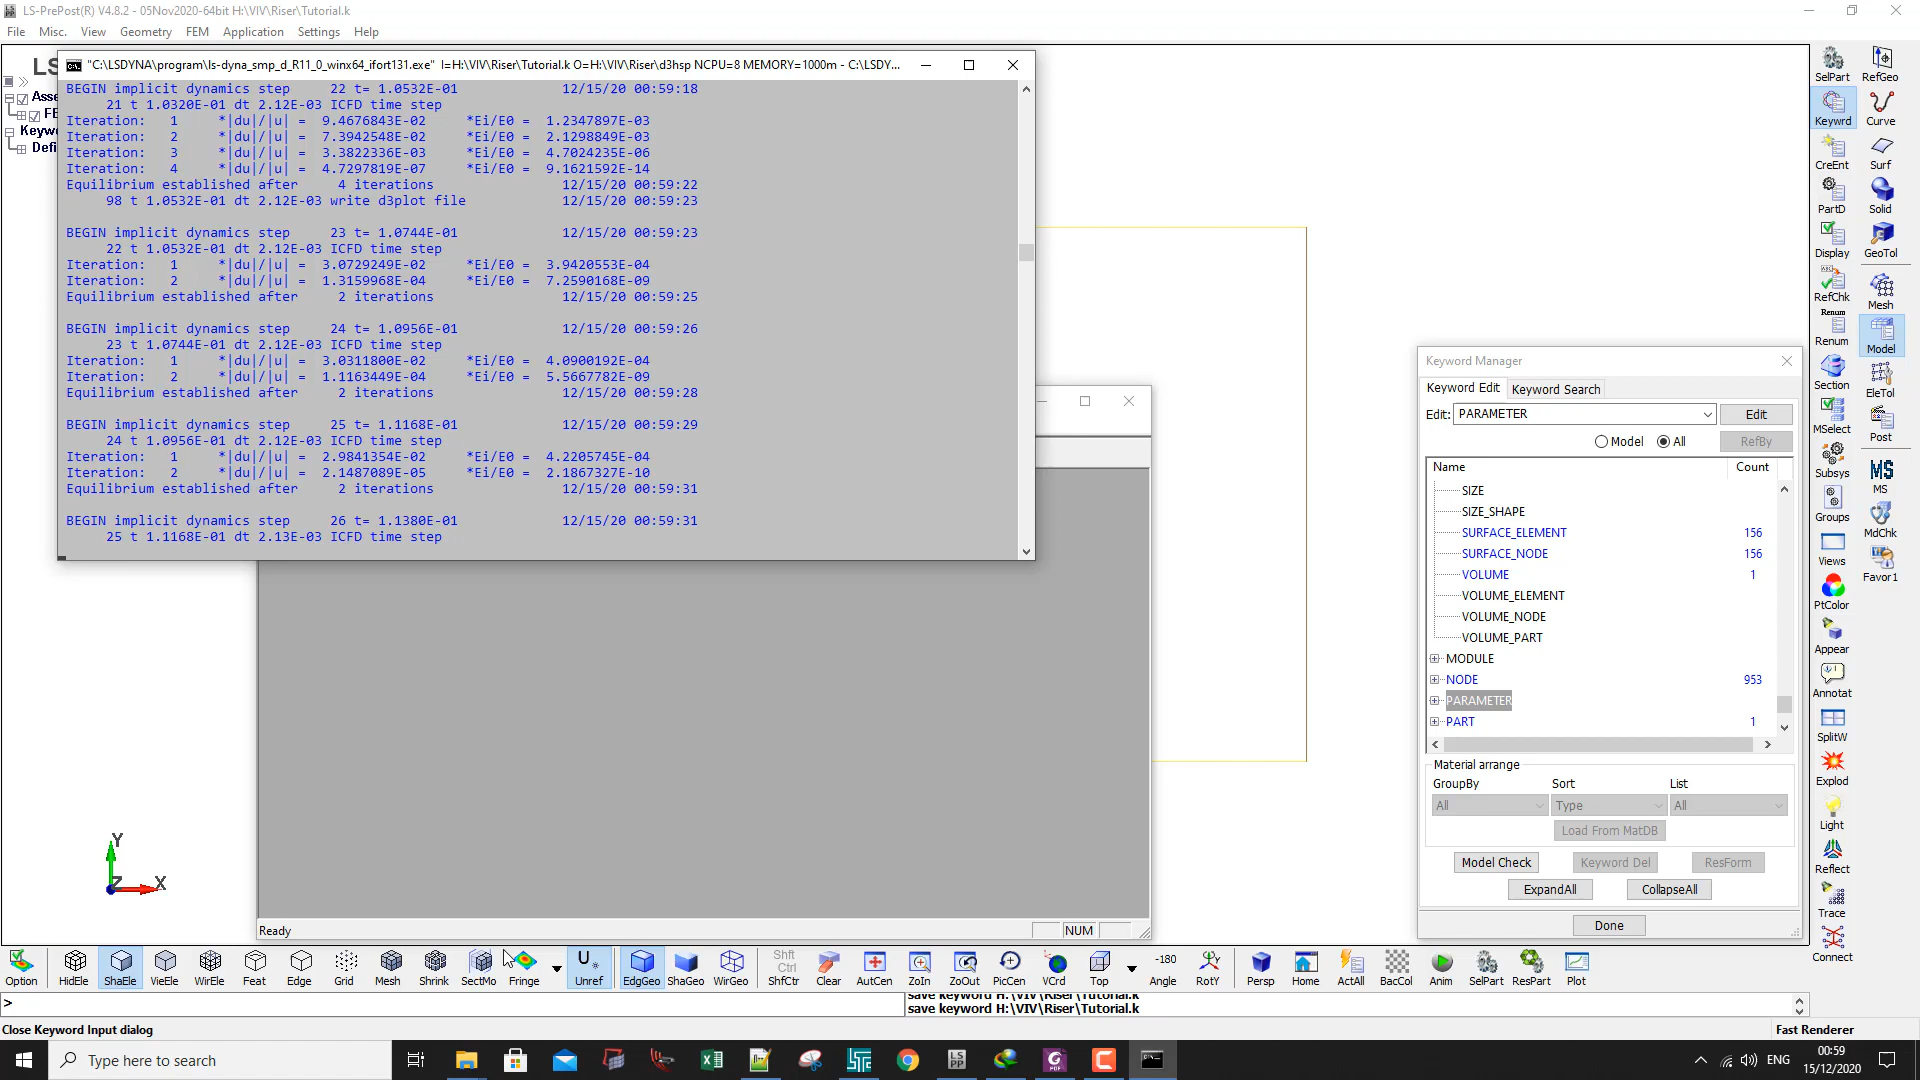 LS-PrePost(R) V4.8.2 - 05Nov2020-64bit H:\VIV\Riser\Tutorial.k
File Misc. View Geometry FEM Application Settings Help
"C:\LSDYNA\program\ls-dyna_smp_d_R11_0_winx64_ifort131.exe" I=H:\VIV\Riser\Tutorial.k O=H:\VIV\Riser\d3hsp NCPU=8 MEMORY=1000m - C:\LSDY...
BEGIN implicit dynamics step 22 t= 1.0532E-01 12/15/20 00:59:18
21 t 1.0320E-01 dt 2.12E-03 ICFD time step
Iteration: 1 *|du|/|u| = 9.4676843E-02 *Ei/E0 = 1.2347897E-03
Iteration: 2 *|du|/|u| = 7.3942548E-02 *Ei/E0 = 2.1298849E-03
Iteration: 3 *|du|/|u| = 3.3822336E-03 *Ei/E0 = 4.7024235E-06
Iteration: 4 *|du|/|u| = 4.7297819E-07 *Ei/E0 = 9.1621592E-14
Equilibrium established after 4 iterations 12/15/20 00:59:22
98 t 1.0532E-01 dt 2.12E-03 write d3plot file 12/15/20 00:59:23
BEGIN implicit dynamics step 23 t= 1.0744E-01 12/15/20 00:59:23
22 t 1.0532E-01 dt 2.12E-03 ICFD time step
Iteration: 1 *|du|/|u| = 3.0729249E-02 *Ei/E0 = 3.9420553E-04
Iteration: 2 *|du|/|u| = 1.3159968E-04 *Ei/E0 = 7.2590168E-09
Equilibrium established after 2 iterations 12/15/20 00:59:25
BEGIN implicit dynamics step 24 t= 1.0956E-01 12/15/20 00:59:26
23 t 1.0744E-01 dt 2.12E-03 ICFD time step
Iteration: 1 *|du|/|u| = 3.0311800E-02 *Ei/E0 = 4.0900192E-04
Iteration: 2 *|du|/|u| = 1.1163449E-04 *Ei/E0 = 5.5667782E-09
Equilibrium established after 2 iterations 12/15/20 00:59:28
BEGIN implicit dynamics step 25 t= 1.1168E-01 12/15/20 00:59:29
24 t 1.0956E-01 dt 2.12E-03 ICFD time step
Iteration: 1 *|du|/|u| = 2.9841354E-02 *Ei/E0 = 4.2205745E-04
Iteration: 2 *|du|/|u| = 2.1487089E-05 *Ei/E0 = 2.1867327E-10
Equilibrium established after 2 iterations 12/15/20 00:59:31
BEGIN implicit dynamics step 26 t= 1.1380E-01 12/15/20 00:59:31
25 t 1.1168E-01 dt 2.13E-03 ICFD time step
Keyword Manager
Keyword Edit Keyword Search
Edit: PARAMETER Edit
Model All RefBy
Name Count
SIZE
SIZE_SHAPE
SURFACE_ELEMENT 156
SURFACE_NODE 156
VOLUME 1
VOLUME_ELEMENT
VOLUME_NODE
VOLUME_PART
MODULE
NODE 953
PARAMETER
PART 1
Material arrange
GroupBy Sort List
All Type All
Load From MatDB
Model Check Keyword Del ResForm
ExpandAll CollapseAll
Done
SelPart RefGeo
Keywrd Curve
CreEnt Surf
PartD Solid
Display GeoTol
RefChk Mesh
Renum
Renum Model
Section EleTol
MSelect Post
Subsys MS
MS
Groups MdChk
Views Favor1
PtColor
Appear
Annotat
SplitW
Explod
Light
Reflect
Trace
Connect
Y
Z X
Ready NUM
Option HidEle ShaEle VieEle WirEle Feat Edge Grid Mesh Shrink SectMo Fringe Unref EdgGeo ShaGeo WirGeo Shft Ctrl ShfCtr Clear AutCen ZoIn ZoOut PicCen VCrd Top -180 Angle RotY Persp Home ActAll BacCol Anim SelPart ResPart Plot
>
save keyword H:\VIV\Riser\Tutorial.k
save keyword H:\VIV\Riser\Tutorial.k
Close Keyword Input dialog Fast Renderer
Type here to search
ENG
00:59
15/12/2020